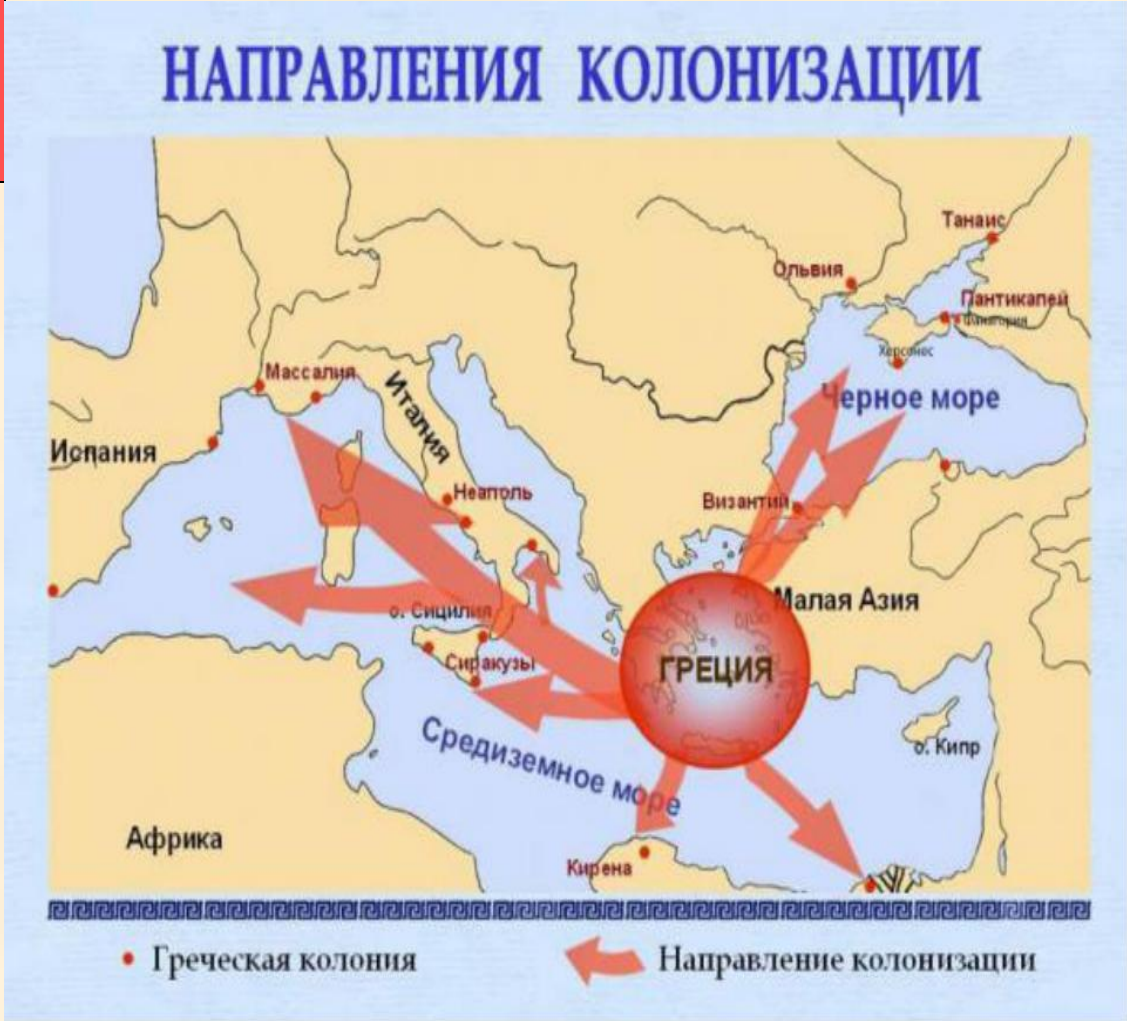 НАПРАВЛЕНИЯ КОЛОНИЗАЦИИ
Танаис
Ольвия
Пантикапей
Фанагория
Херсонес
Массалия
Италия
Черное море
Испания
Неаполь
Византий
Малая Азия
о. Сицилия
Сиракузы
ГРЕЦИЯ
Средиземное море
о. Кипр
Африка
Кирена
Греческая колония
Направление колонизации